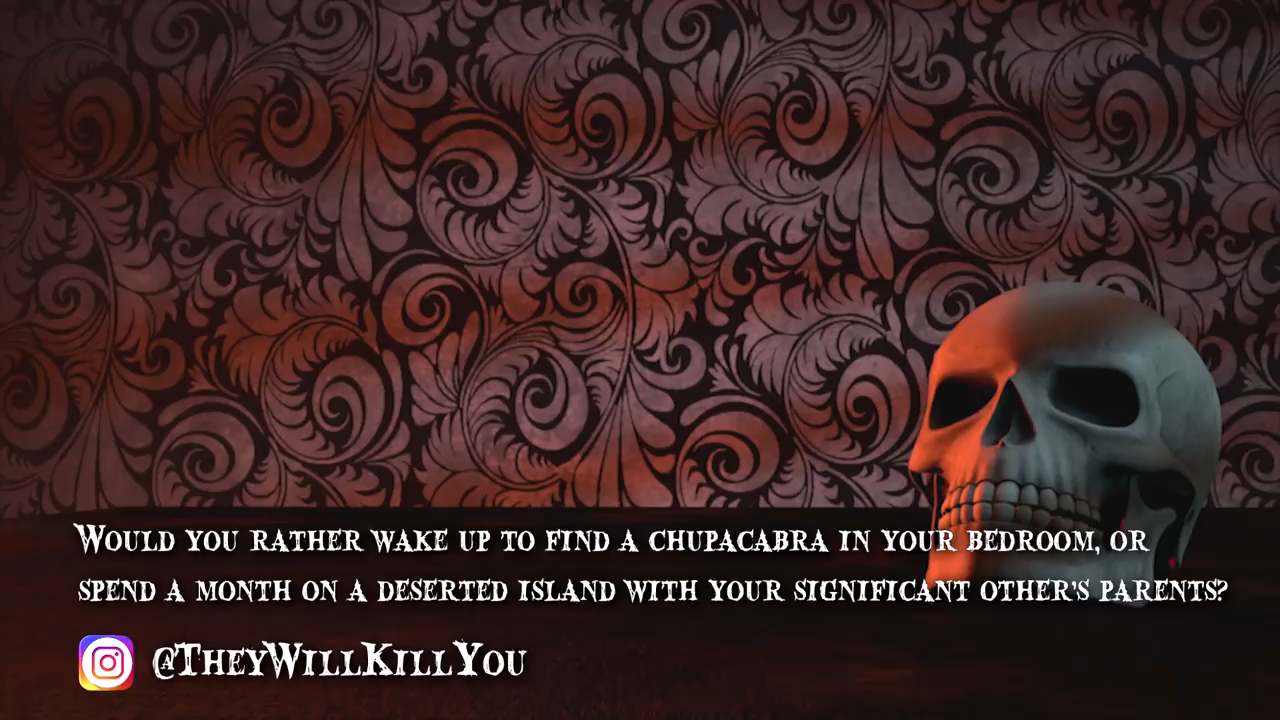 Would you rather wake up to find a chupacabra in your bedroom, or
spend a month on a deserted island with your significant other's parents?
@TheyWillKillYou